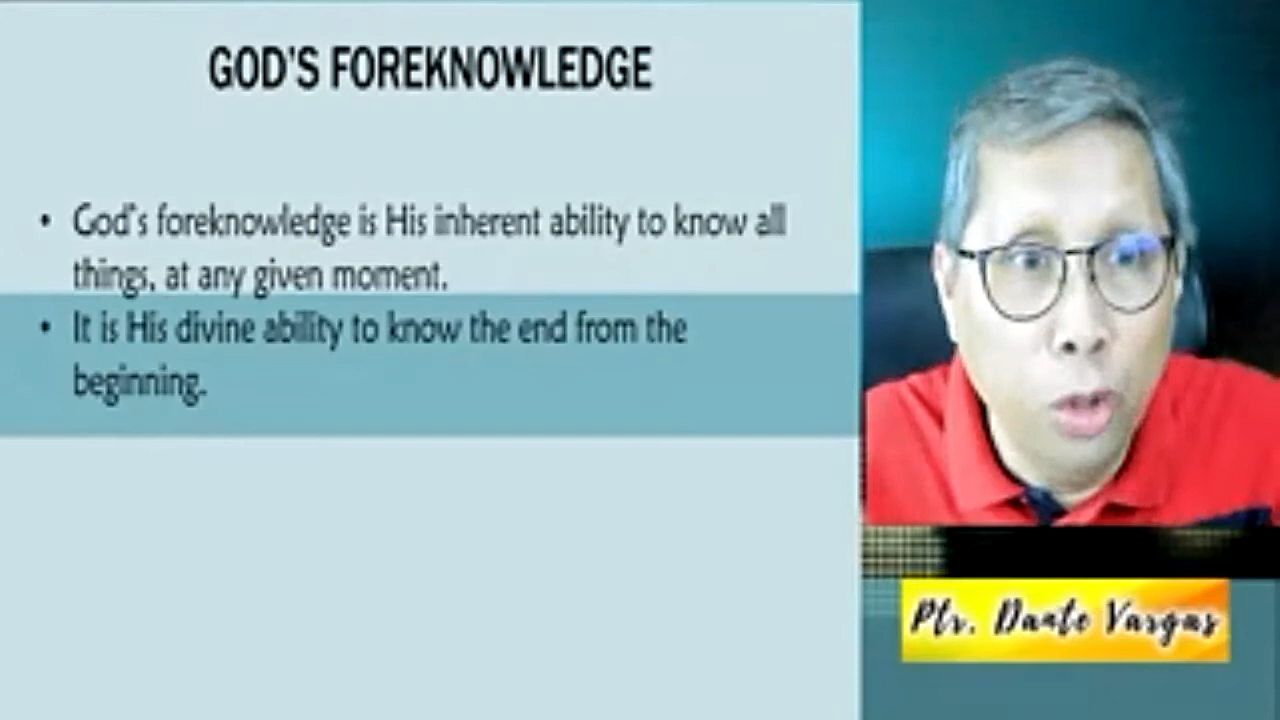 GOD'S FOREKNOWLEDGE
• God's foreknowledge is His inherent ability to know all
things, at any given moment.
• It is His divine ability to know the end from the
beginning.
Ptr. Dante Vargas